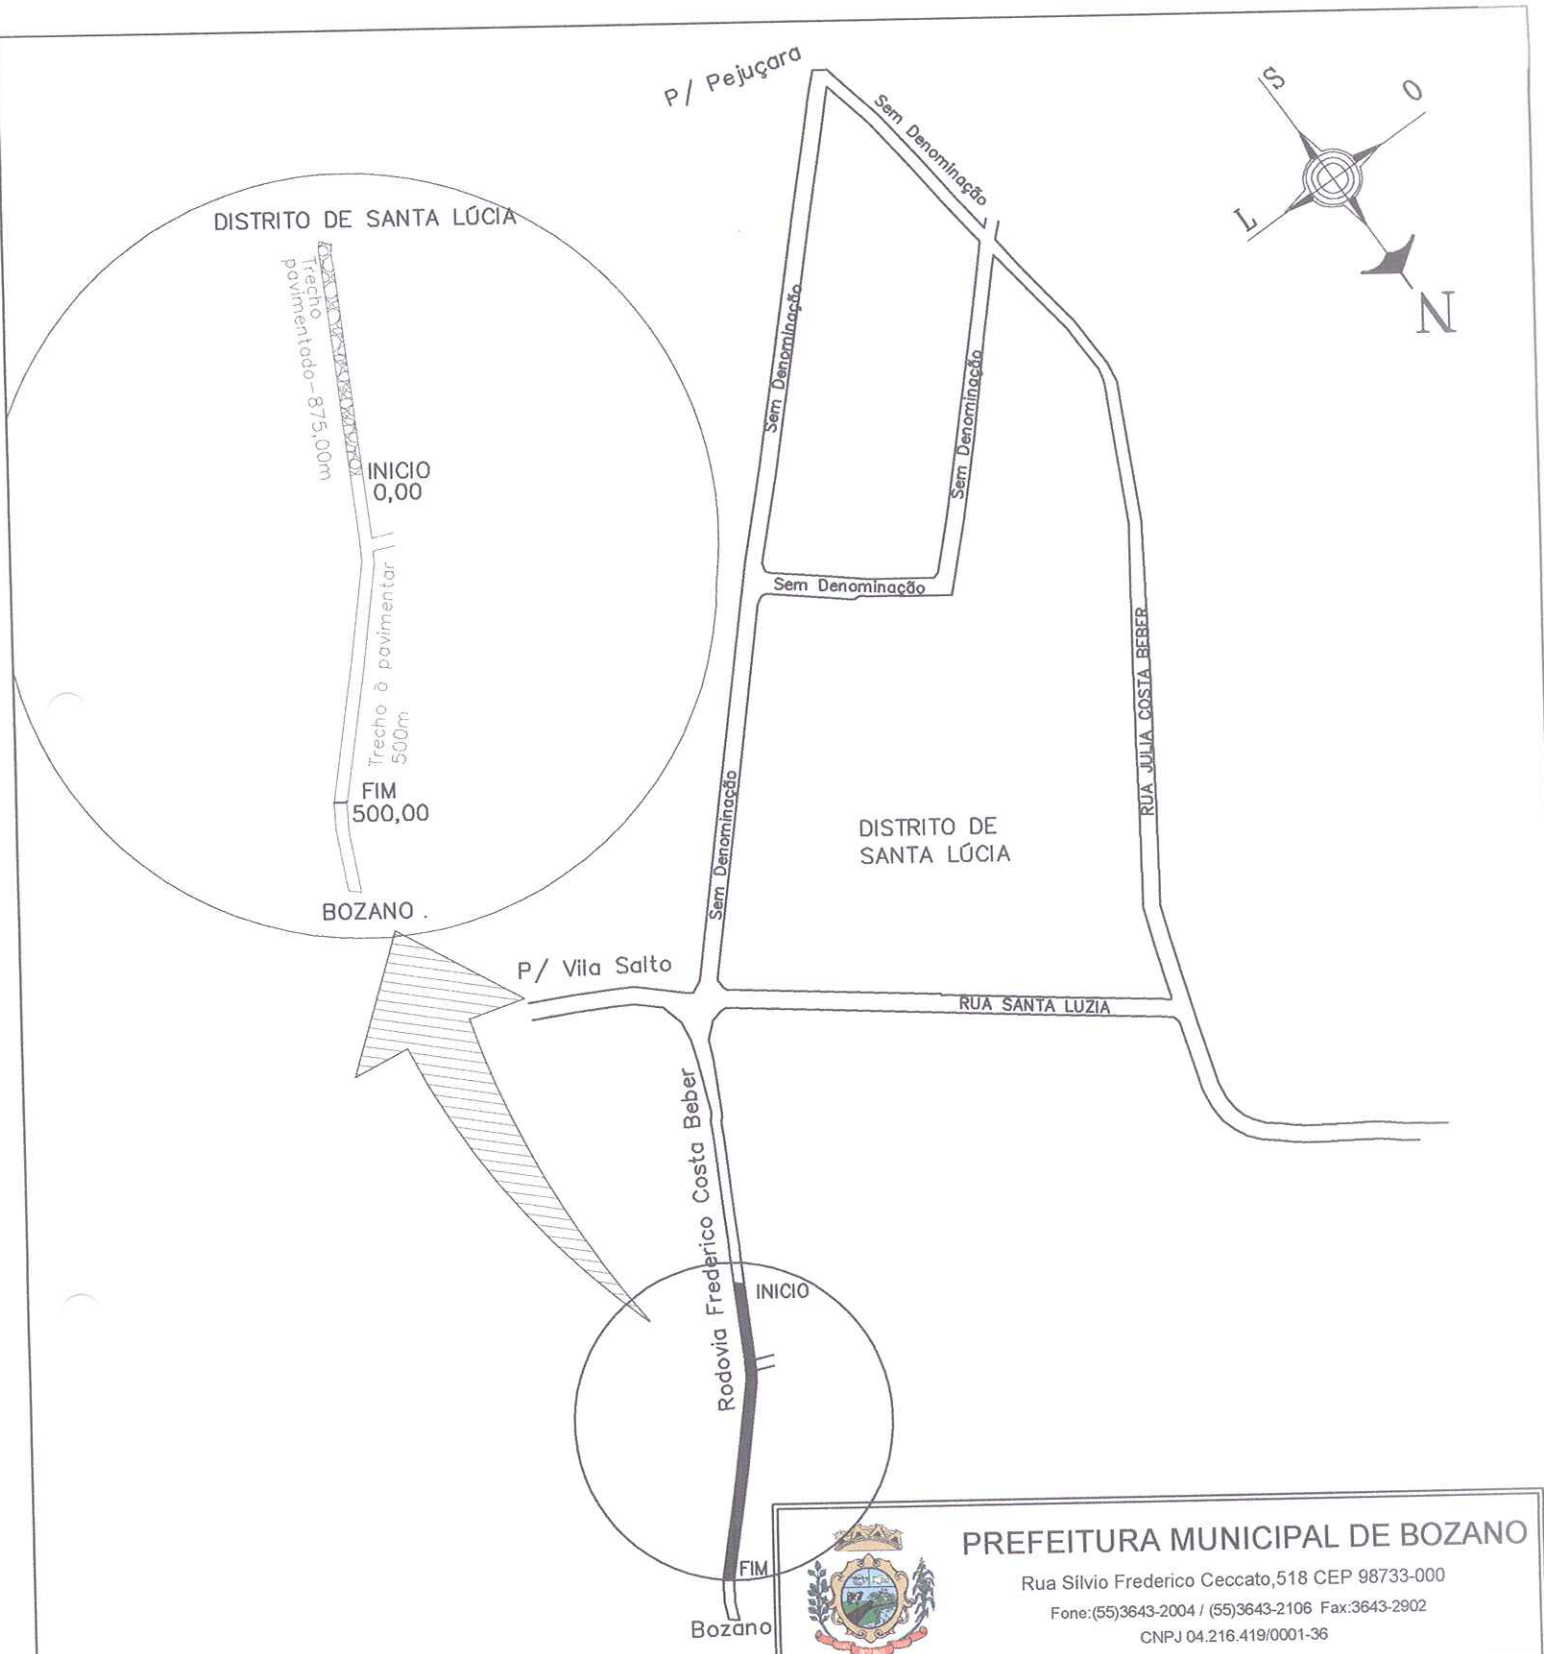 P/ Pejuçara
Sem Denominação
S
O
L
N
DISTRITO DE SANTA LÚCIA
Trecho
pavimentado-875,00m
INICIO
0,00
Trecho à pavimentar
500m
FIM
500,00
BOZANO .
Sem Denominação
Sem Denominação
Sem Denominação
Sem Denominação
RUA JULIA COSTA BEBER
DISTRITO DE
SANTA LÚCIA
P/ Vila Salto
RUA SANTA LUZIA
Rodovia Frederico Costa Beber
INICIO
FIM
Bozano
PREFEITURA MUNICIPAL DE BOZANO
Rua Sílvio Frederico Ceccato,518 CEP 98733-000
Fone:(55)3643-2004 / (55)3643-2106 Fax:3643-2902
CNPJ 04.216.419/0001-36